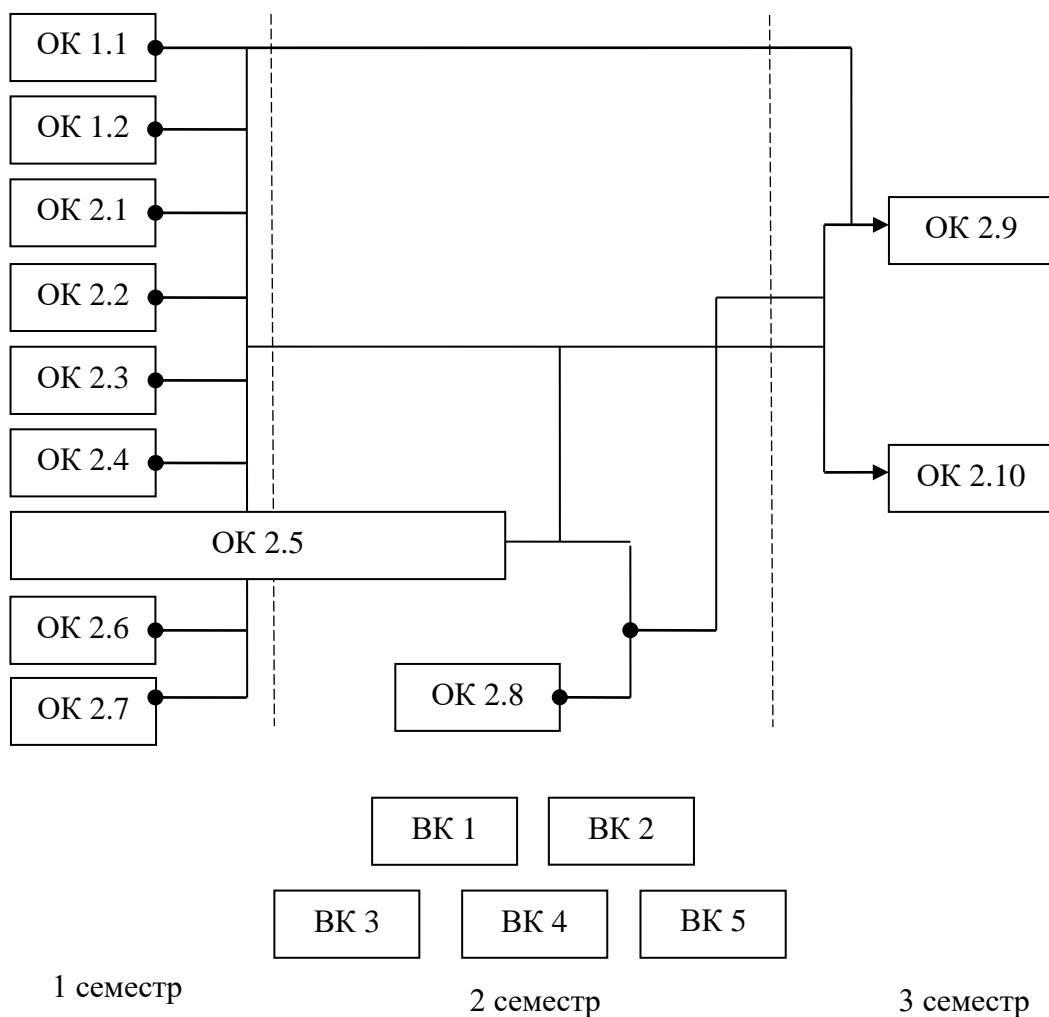 ОК 1.1
ОК 1.2
ОК 2.1
ОК 2.9
ОК 2.2
ОК 2.3
ОК 2.4
ОК 2.10
ОК 2.5
ОК 2.6
ОК 2.7
ОК 2.8
ВК 1
ВК 2
ВК 3
ВК 4
ВК 5
1 семестр
2 семестр
3 семестр